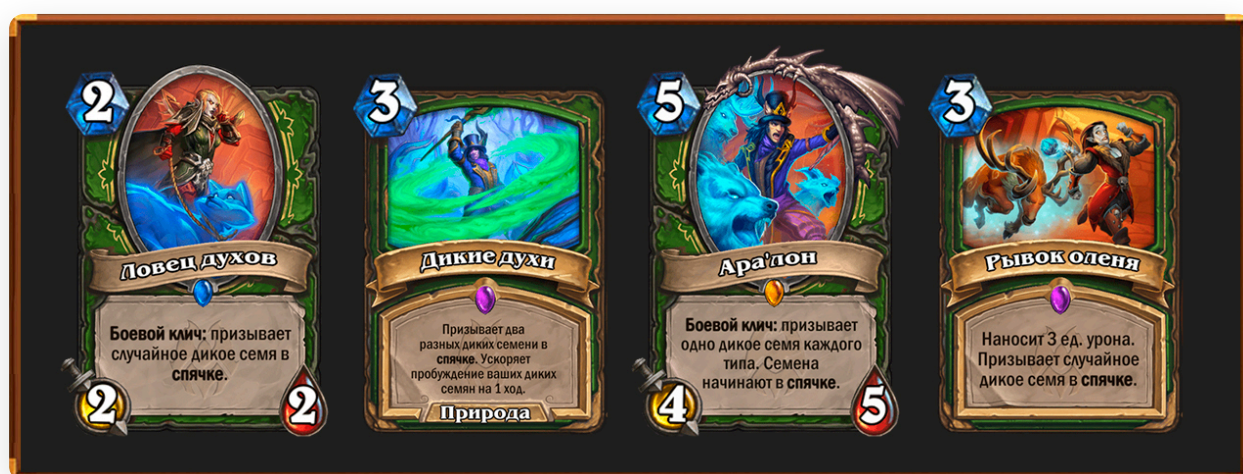 2
Ловец духов
Боевой клич: призывает
случайное дикое семя в
спячке.
2
2
3
Дикие духи
Призывает два
разных диких семени в
спячке. Ускоряет
пробуждение ваших диких
семян на 1 ход.
Природа
5
Ара'лон
Боевой клич: призывает
одно дикое семя каждого
типа. Семена
начинают в спячке.
4
5
3
Рывок оленя
Наносит 3 ед. урона.
Призывает случайное
дикое семя в спячке.